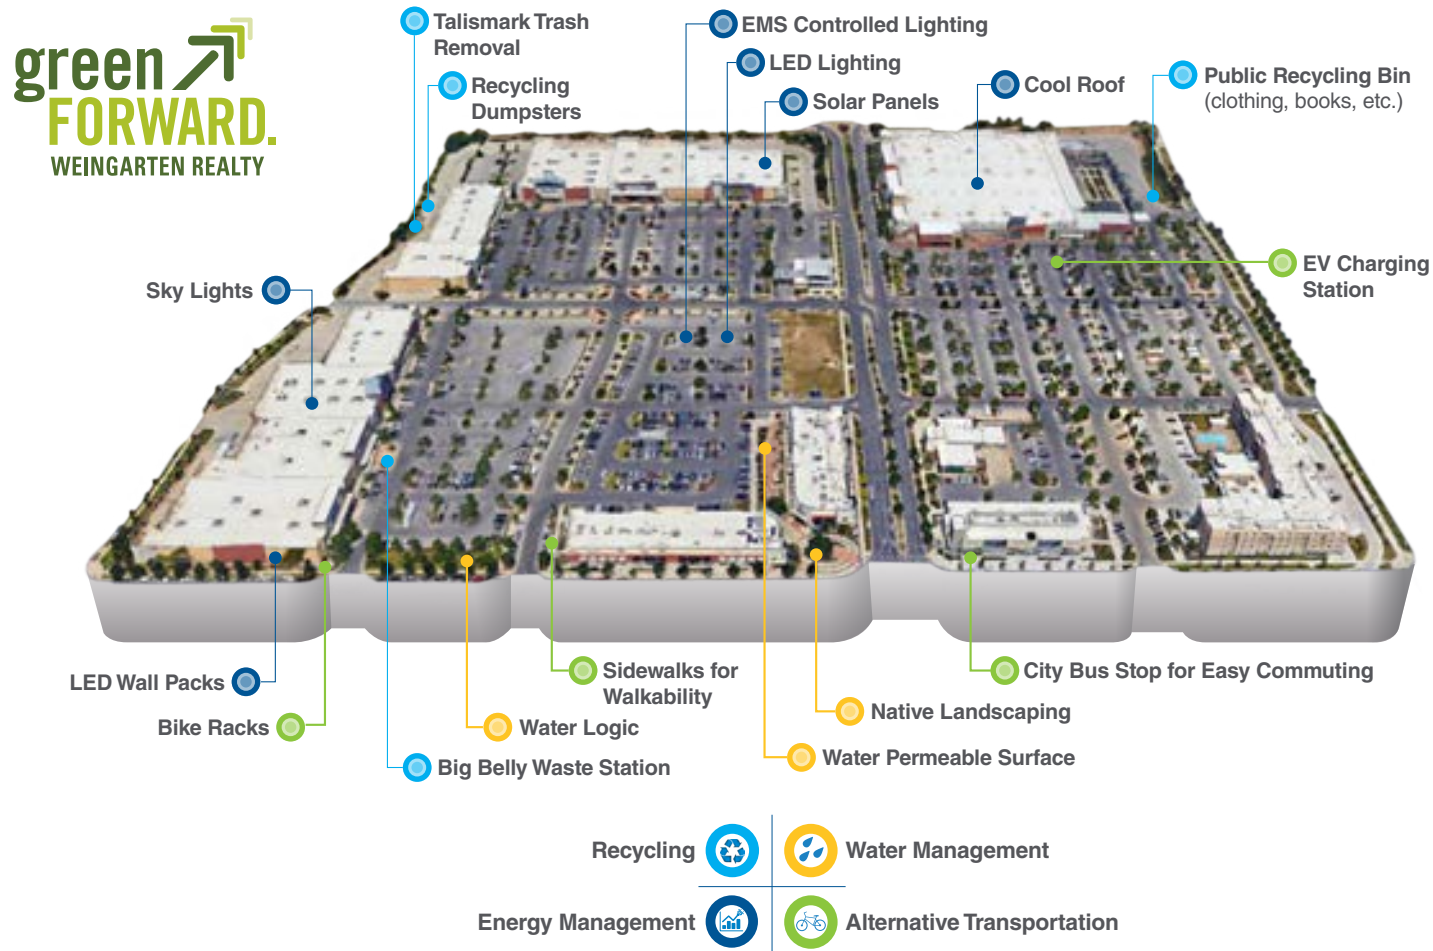 green
FORWARD.
WEINGARTEN REALTY
Talismark Trash
Removal
Recycling
Dumpsters
EMS Controlled Lighting
LED Lighting
Solar Panels
Cool Roof
Public Recycling Bin
(clothing, books, etc.)
EV Charging
Station
Sky Lights
LED Wall Packs
Bike Racks
Sidewalks for
Walkability
Water Logic
Big Belly Waste Station
City Bus Stop for Easy Commuting
Native Landscaping
Water Permeable Surface
Recycling
Water Management
Energy Management
Alternative Transportation